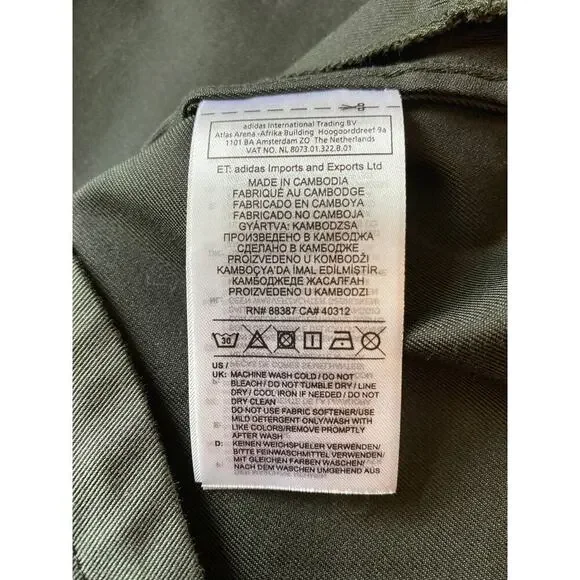 adidas International Trading BV
Atlas Arena -Afrika Building Hoogoorddreef 9a
1101 BA Amsterdam ZO The Netherlands
VAT NO. NL 8073.01.322.B.01
ET: adidas Imports and Exports Ltd
MADE IN CAMBODIA
FABRIQUÉ AU CAMBODGE
FABRICADO EN CAMBOYA
FABRICADO NO CAMBOJA
GYÁRTVA: KAMBODZSA
ПРОИЗВЕДЕНО В КАМБОДЖА
СДЕЛАНО В КАМБОДЖЕ
PROIZVEDENO U KOMBODŽI
KAMBOÇYA'DA İMAL EDİLMİŞTİR
КАМБОДЖЕДЕ ЖАСАЛҒАН
PROIZVEDENO U KAMBODŽI
RN# 88387 CA# 40312
30
US /
UK: MACHINE WASH COLD / DO NOT
BLEACH / DO NOT TUMBLE DRY / LINE
DRY / COOL IRON IF NEEDED / DO NOT
DRY CLEAN
DO NOT USE FABRIC SOFTENER/USE
MILD DETERGENT ONLY/WASH WITH
LIKE COLORS/REMOVE PROMPTLY
AFTER WASH
D: KEINEN WEICHSPUELER VERWENDEN/
BITTE FEINWASCHMITTEL VERWENDEN/
MIT GLEICHEN FARBEN WASCHEN/
NACH DEM WASCHEN UMGEHEND AUS